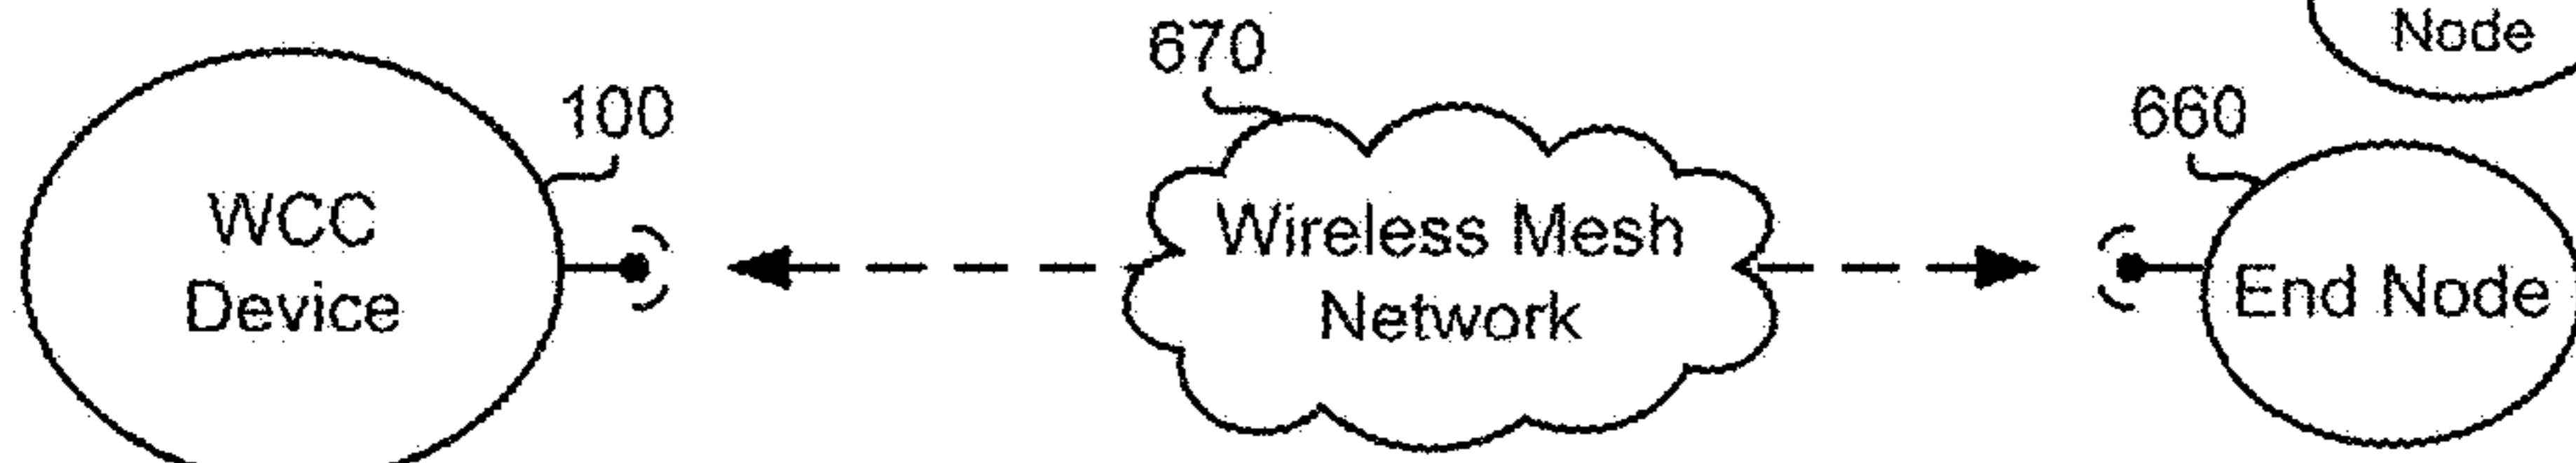 Node
670
100
660
WCC
Device
Wireless Mesh
Network
End Node